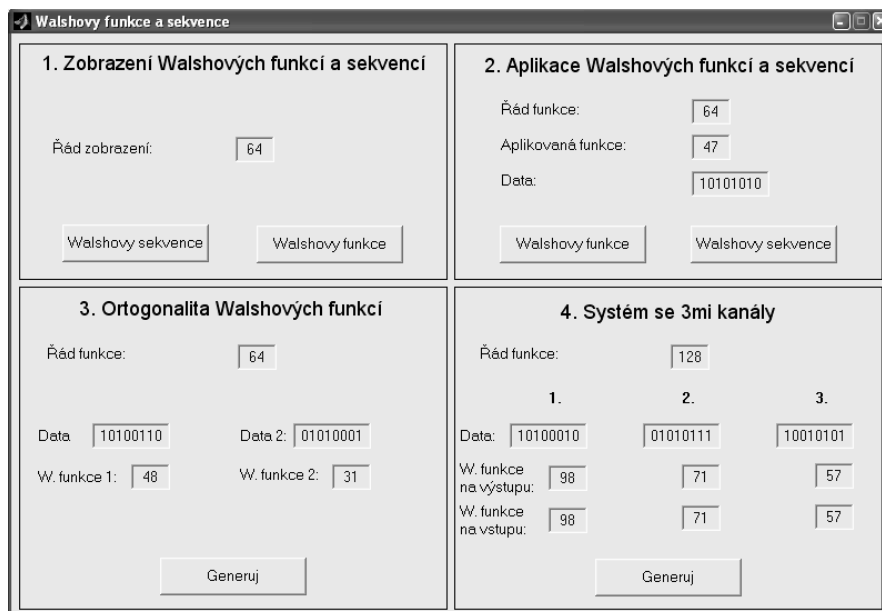 Walshovy funkce a sekvence
1. Zobrazení Walshových funkcí a sekvencí
Řád zobrazení: 64
Walshovy sekvence Walshovy funkce
2. Aplikace Walshových funkcí a sekvencí
Řád funkce: 64
Aplikovaná funkce: 47
Data: 10101010
Walshovy funkce Walshovy sekvence
3. Ortogonalita Walshových funkcí
Řád funkce: 64
Data 10100110 Data 2: 01010001
W. funkce 1: 48 W. funkce 2: 31
Generuj
4. Systém se 3mi kanály
Řád funkce: 128
1. 2. 3.
Data: 10100010 01010111 10010101
W. funkce
na výstupu: 98 71 57
W. funkce
na vstupu: 98 71 57
Generuj